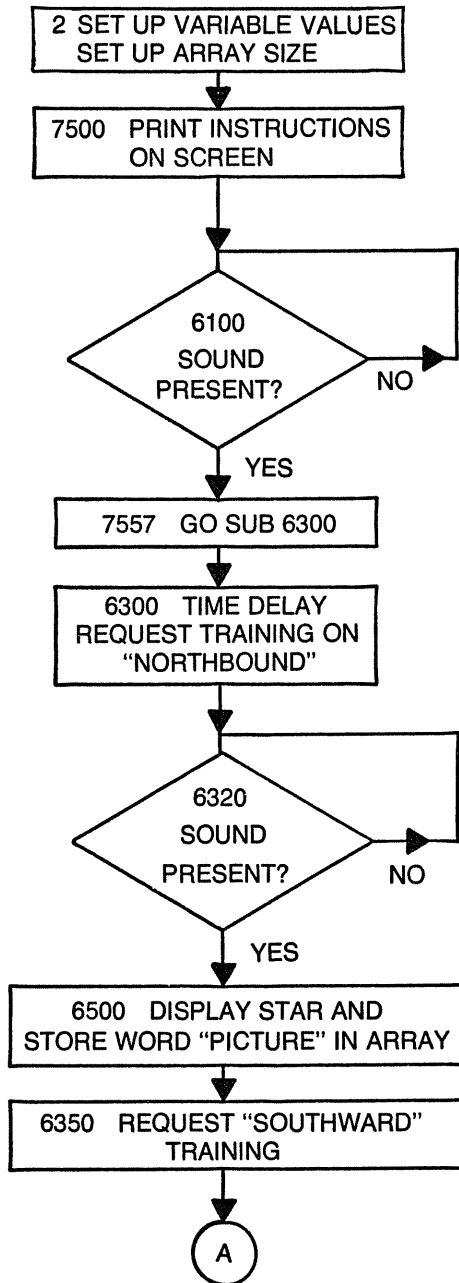 2 SET UP VARIABLE VALUES
SET UP ARRAY SIZE
7500 PRINT INSTRUCTIONS
ON SCREEN
6100
SOUND
PRESENT?
NO
YES
7557 GO SUB 6300
6300 TIME DELAY
REQUEST TRAINING ON
“NORTHBOUND”
6320
SOUND
PRESENT?
NO
YES
6500 DISPLAY STAR AND
STORE WORD “PICTURE” IN ARRAY
6350 REQUEST “SOUTHWARD”
TRAINING
A